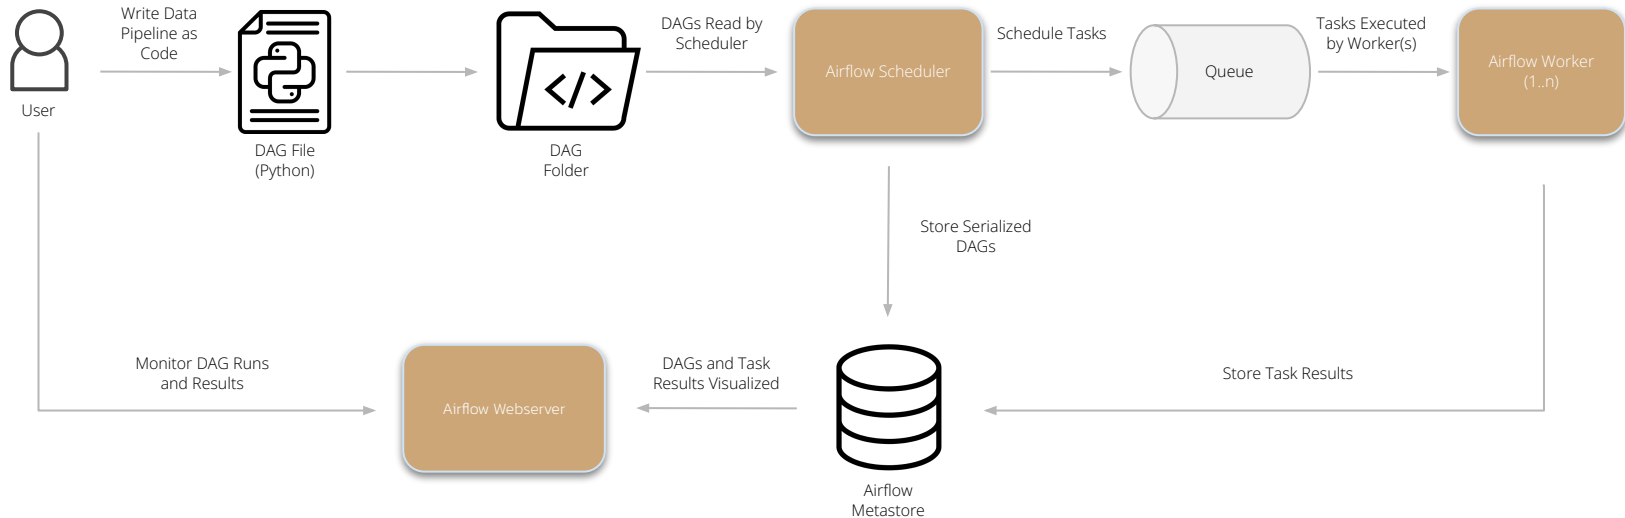 Write Data
Pipeline as
Code
User
DAG File
(Python)
DAG
Folder
DAGs Read by
Scheduler
Airflow Scheduler
Schedule Tasks
Queue
Tasks Executed
by Worker(s)
Airflow Worker
(1..n)
Store Serialized
DAGs
Monitor DAG Runs
and Results
Airflow Webserver
DAGs and Task
Results Visualized
Store Task Results
Airflow
Metastore